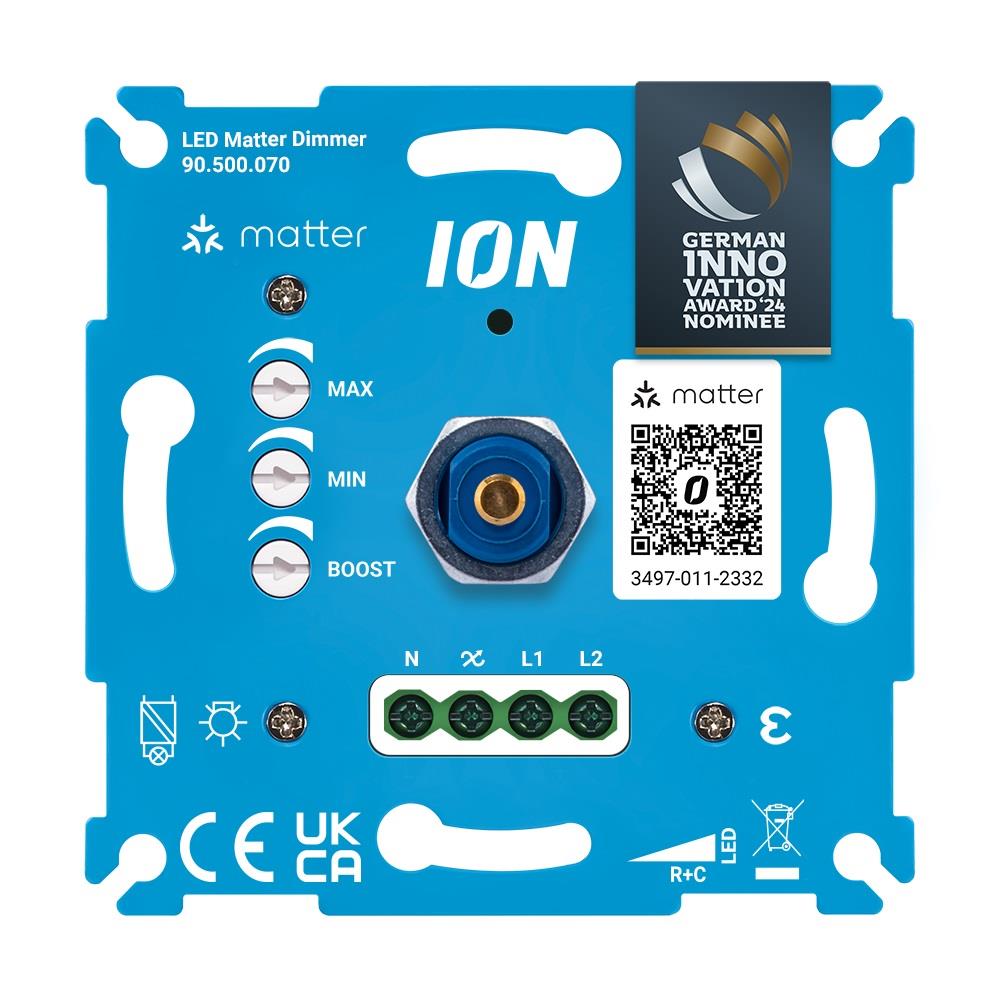 LED Matter Dimmer
90.500.070
matter
ION
GERMAN
INNO
VATION
AWARD '24
NOMINEE
MAX
MIN
BOOST
matter
3497-011-2332
N
L1
L2
CE
UK
CA
R+C
LED